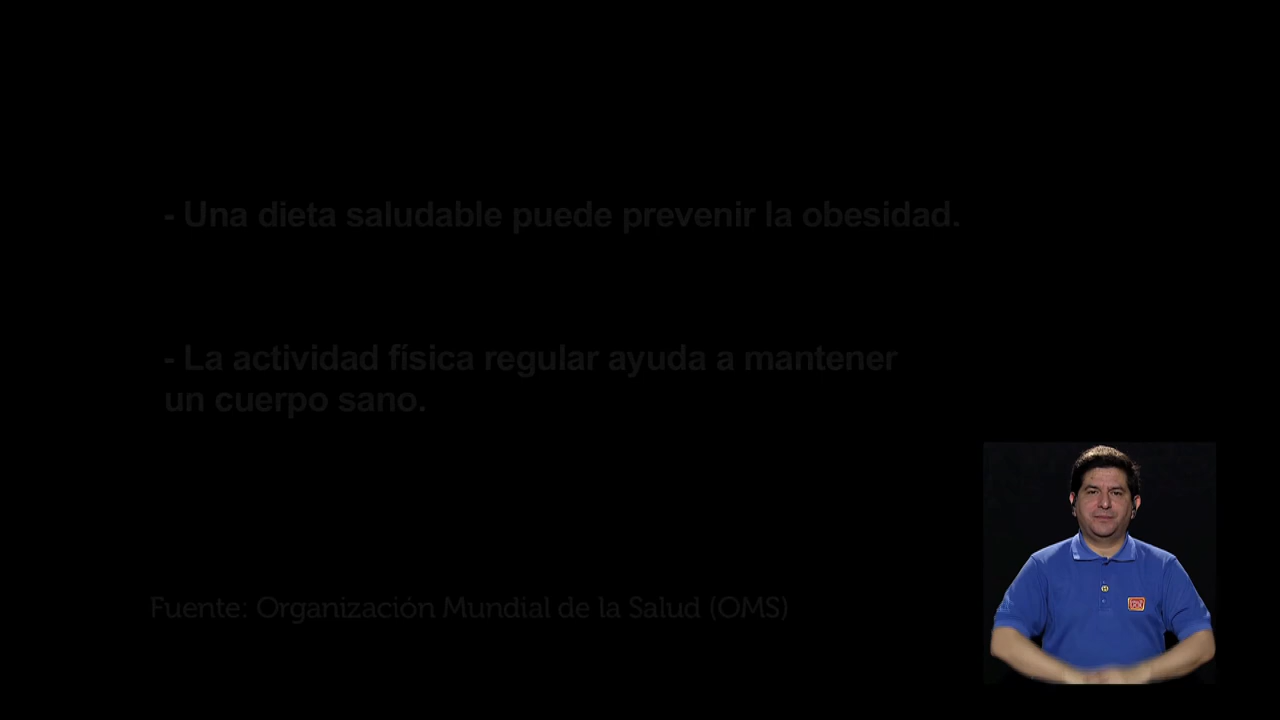 - Una dieta saludable puede prevenir la obesidad.
- La actividad física regular ayuda a mantener
un cuerpo sano.
Fuente: Organización Mundial de la Salud (OMS)